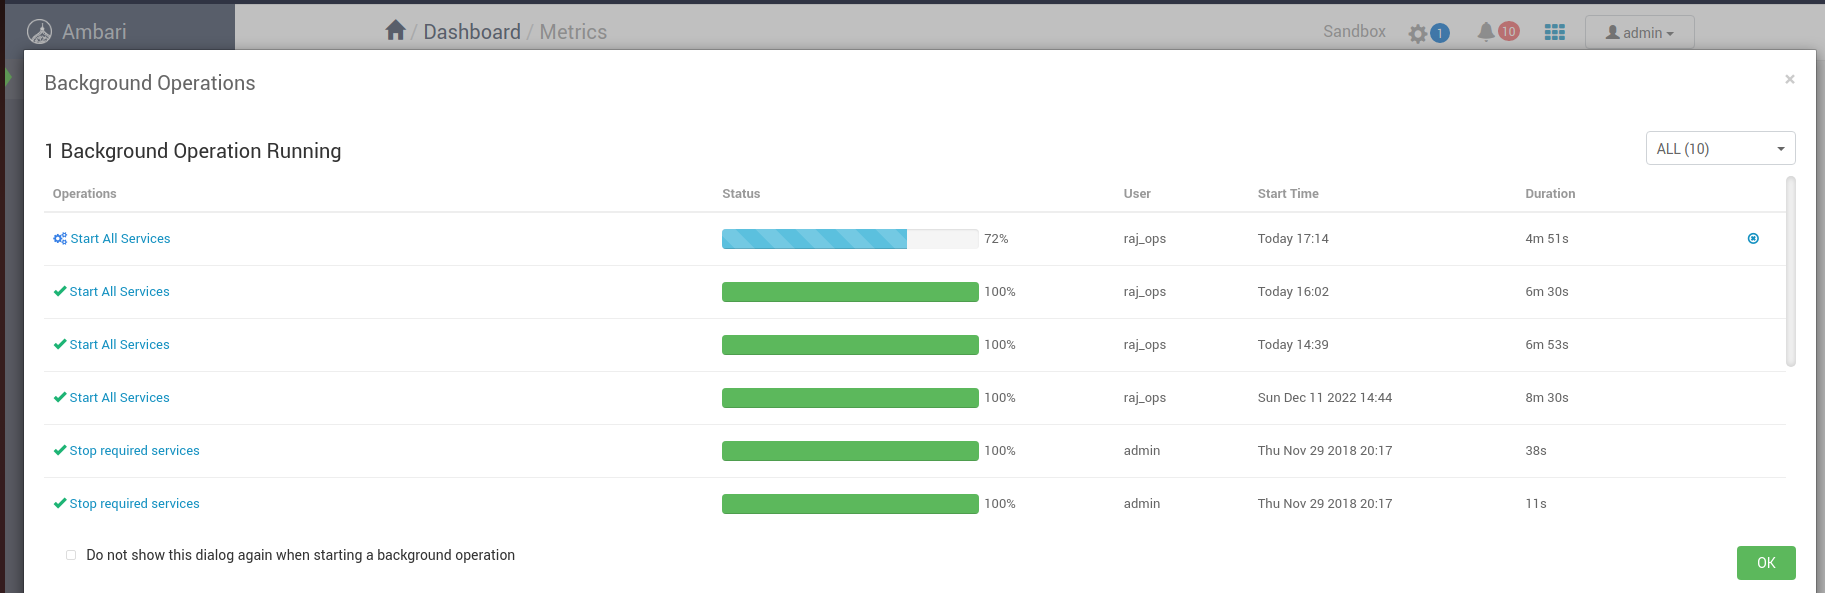 Ambari
/ Dashboard / Metrics
Sandbox 1 10 admin
Background Operations ×
1 Background Operation Running
ALL (10)
Operations Status User Start Time Duration
Start All Services 72% raj_ops Today 17:14 4m 51s
Start All Services 100% raj_ops Today 16:02 6m 30s
Start All Services 100% raj_ops Today 14:39 6m 53s
Start All Services 100% raj_ops Sun Dec 11 2022 14:44 8m 30s
Stop required services 100% admin Thu Nov 29 2018 20:17 38s
Stop required services 100% admin Thu Nov 29 2018 20:17 11s
Do not show this dialog again when starting a background operation
OK